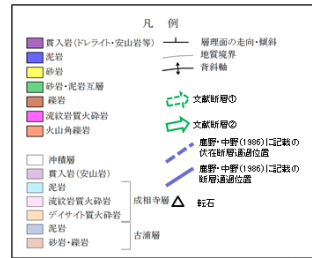 凡 例
貫入岩(ドレライト・安山岩等)
泥岩
砂岩
砂岩・泥岩互層
礫岩
流紋岩質火砕岩
火山角礫岩
沖積層
貫入岩(安山岩)
泥岩
流紋岩質火砕岩
デイサイト質火砕岩
泥岩
砂岩・礫岩
成相寺層
古浦層
層理面の走向・傾斜
地質境界
背斜軸
文献断層①
文献断層②
鹿野・中野(1986)に記載の
伏在断層通過位置
鹿野・中野(1986)に記載の
断層通過位置
転石